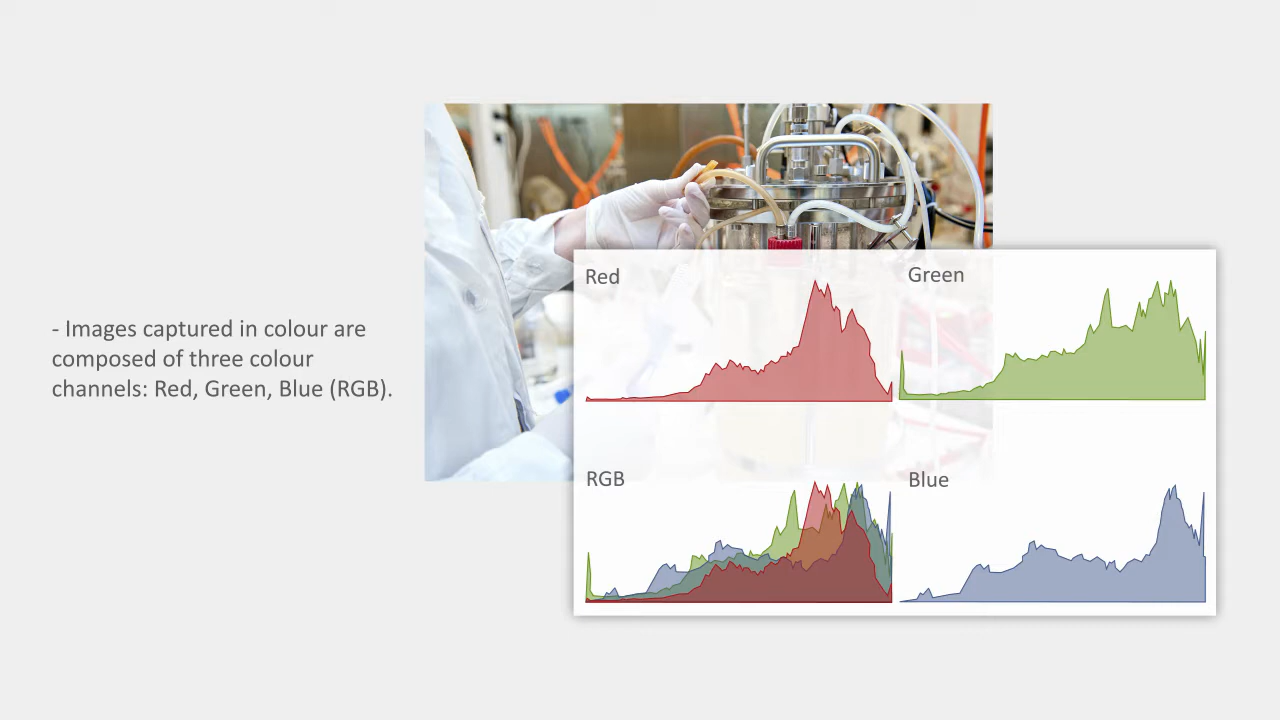 - Images captured in colour are
composed of three colour
channels: Red, Green, Blue (RGB).
Red
Green
RGB
Blue